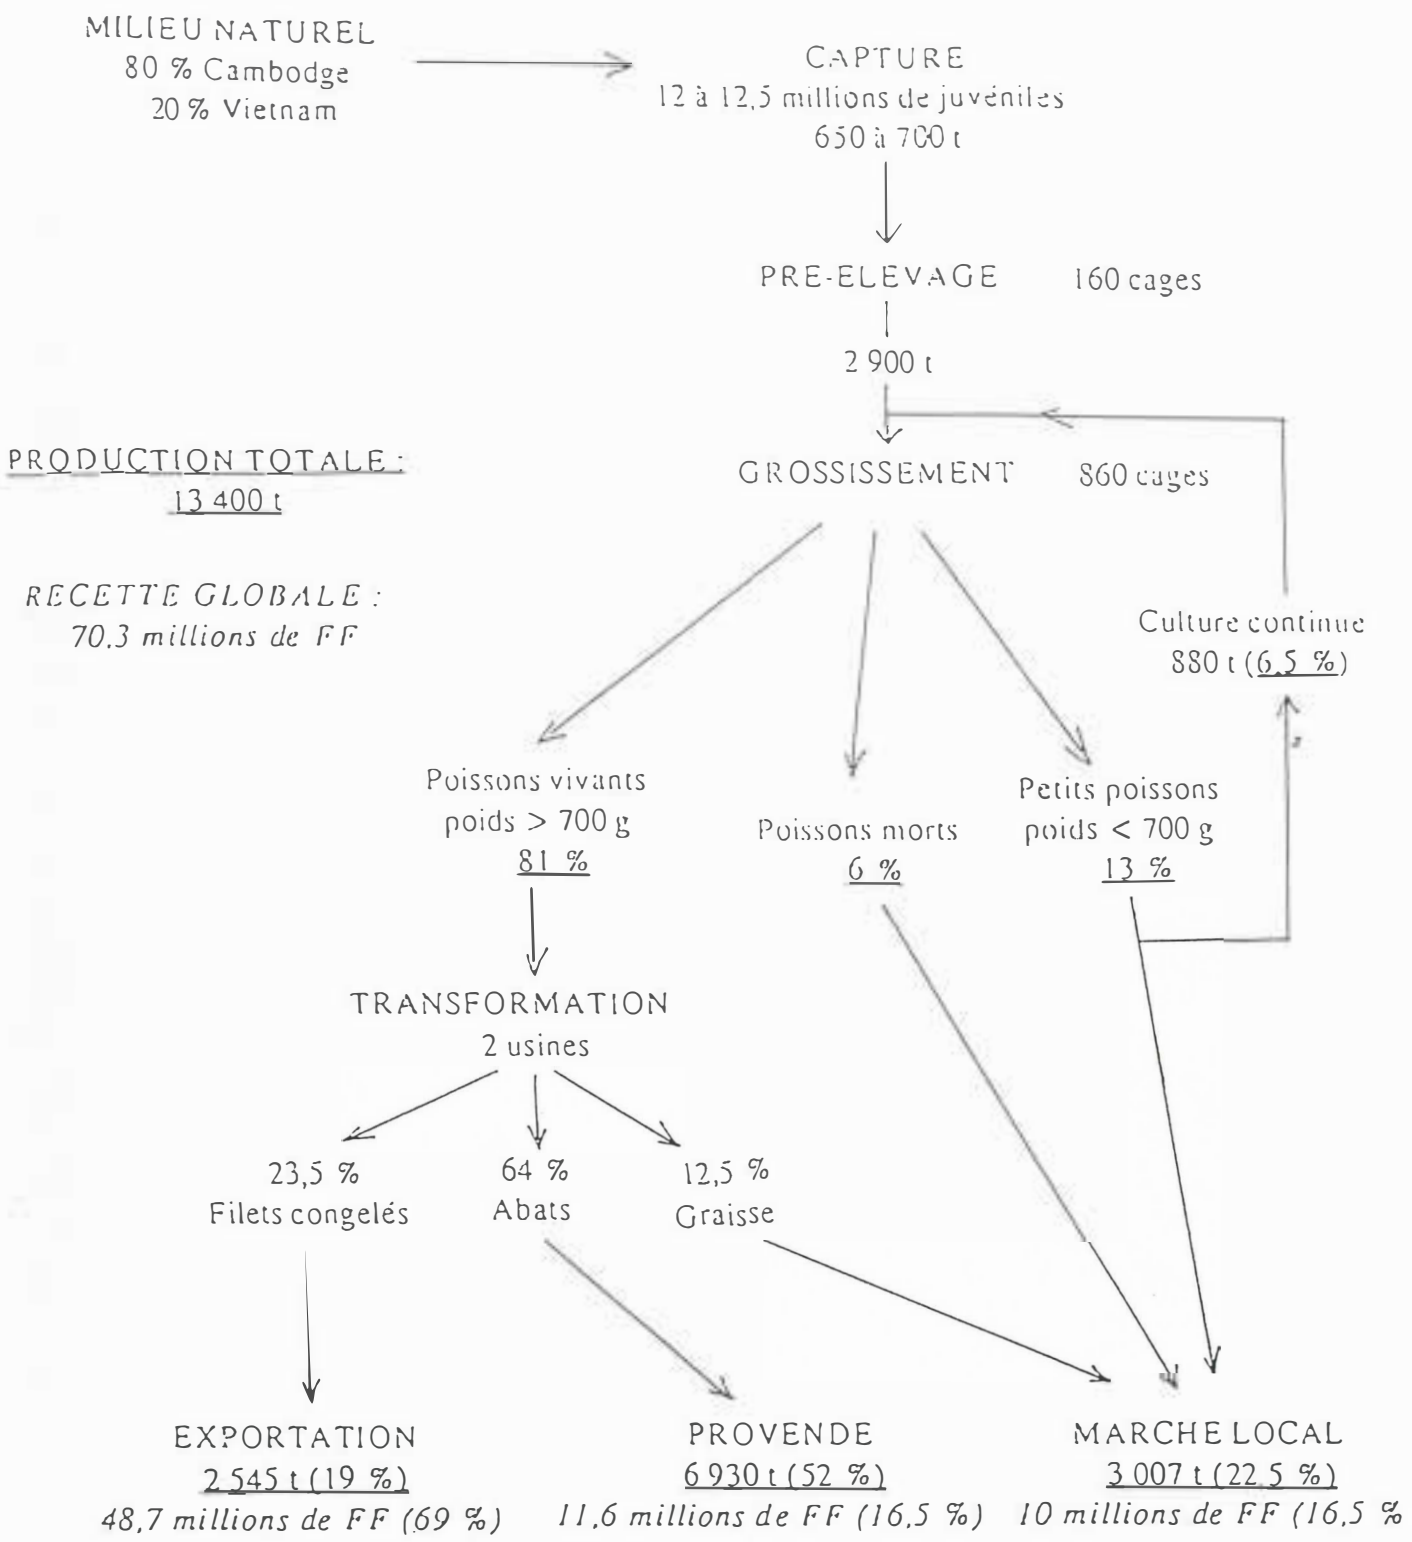 MILIEU NATUREL
80 % Cambodge
20 % Vietnam
CAPTURE
12 à 12,5 millions de juvéniles
650 à 700 t
PRE-ELEVAGE 160 cages
2 900 t
GROSSISSEMENT 860 cages
PRODUCTION TOTALE :
13 400 t
RECETTE GLOBALE :
70,3 millions de FF
Culture continue
880 t (6,5 %)
Poissons vivants
poids > 700 g
81 %
Poissons morts
6 %
Petits poissons
poids < 700 g
13 %
TRANSFORMATION
2 usines
23,5 %
Filets congelés
64 %
Abats
12,5 %
Graisse
EXPORTATION
2 545 t (19 %)
48,7 millions de FF (69 %)
PROVENDE
6 930 t (52 %)
11,6 millions de FF (16,5 %)
MARCHE LOCAL
3 007 t (22,5 %)
10 millions de FF (16,5 %